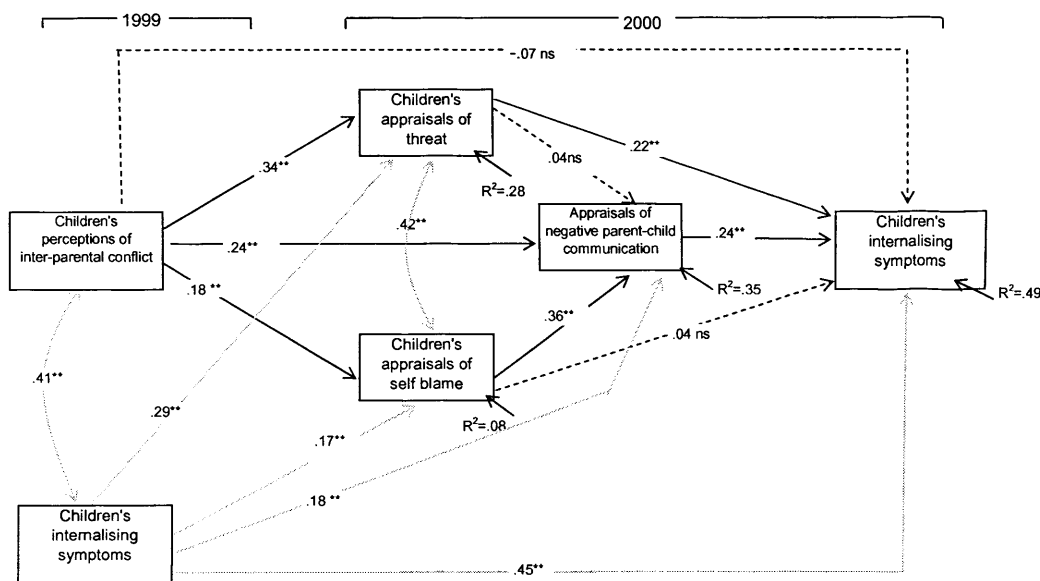 1999
2000
-.07 ns
Children's
appraisals of
threat
.34**
.04ns
.22**
R²=.28
Children's
perceptions of
inter-parental conflict
.24**
.42**
Appraisals of
negative parent-child
communication
.24**
Children's
internalising
symptoms
.18 **
R²=.35
R²=.49
.36**
.04 ns
Children's
appraisals of
self blame
.41**
.29**
R²=.08
.17**
.18 **
Children's
internalising
symptoms
.45**